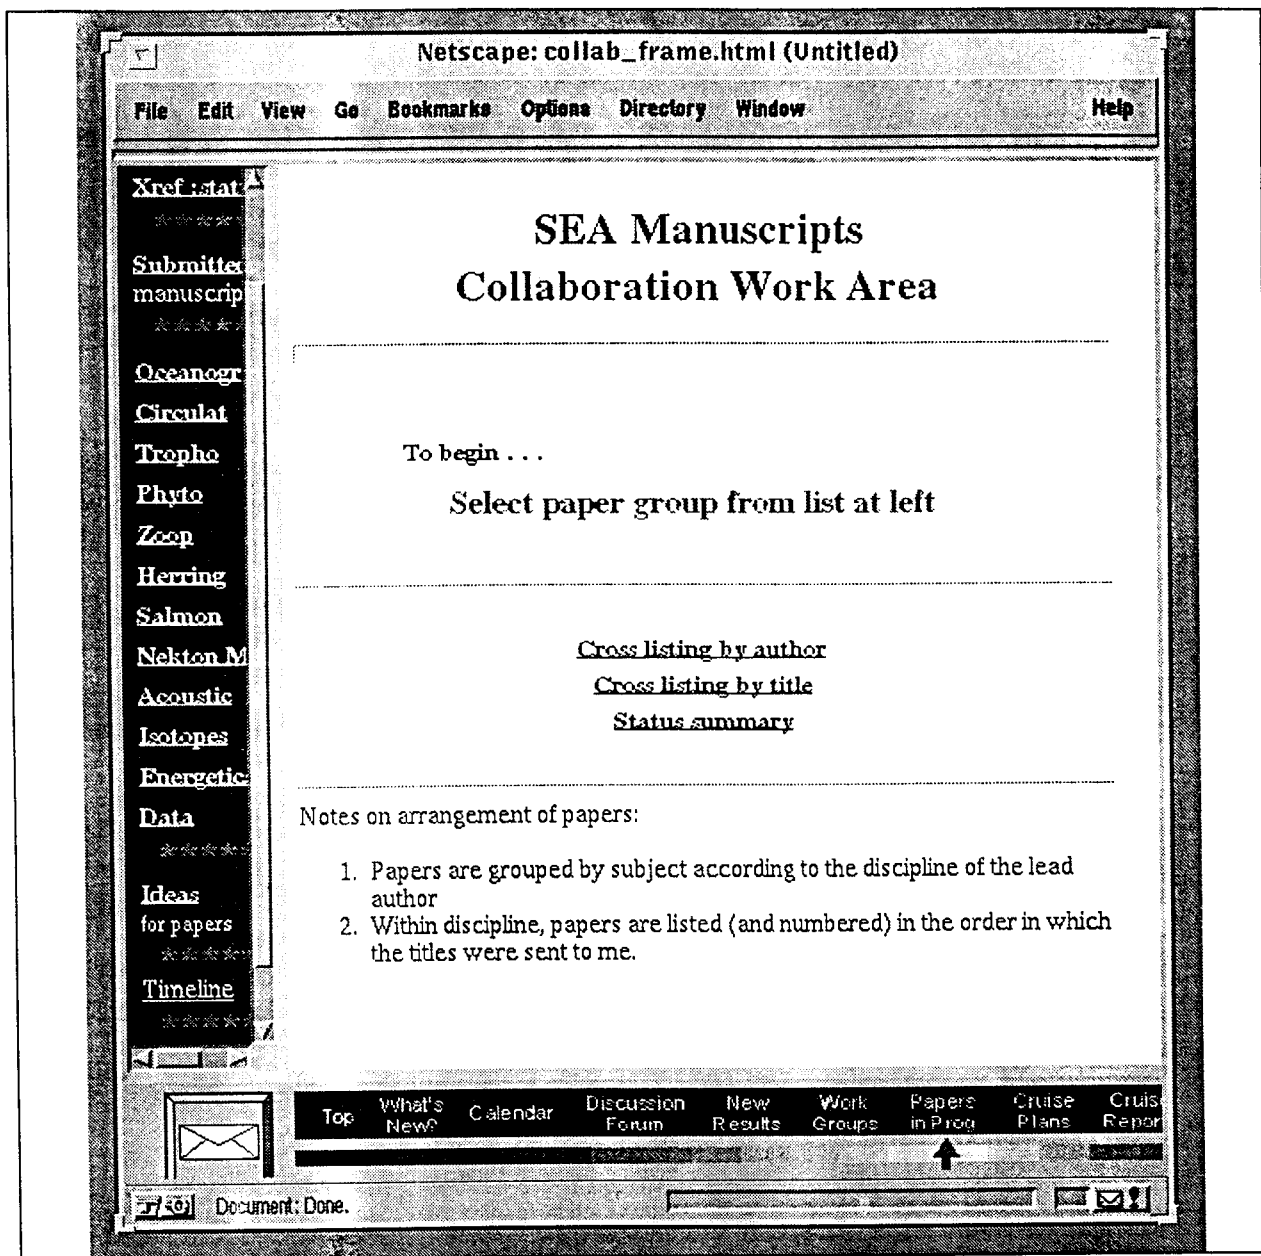 Netscape: collab_frame.html (Untitled)
File Edit View Go Bookmarks Options Directory Window Help
Xref :stat
Submitted
manuscrip
Oceanogr
Circulat
Tropho
Phyto
Zoop
Herring
Salmon
Nekton M
Acoustic
Isotopes
Energetic
Data
Ideas
for papers
Timeline
SEA Manuscripts
Collaboration Work Area
To begin . . .
Select paper group from list at left
Cross listing by author
Cross listing by title
Status summary
Notes on arrangement of papers:
1. Papers are grouped by subject according to the discipline of the lead
author
2. Within discipline, papers are listed (and numbered) in the order in which
the titles were sent to me.
Top
What's
New?
Calendar
Discussion
Forum
New
Results
Work
Groups
Papers
in Prog
Cruise
Plans
Cruis
Repor
Document: Done.